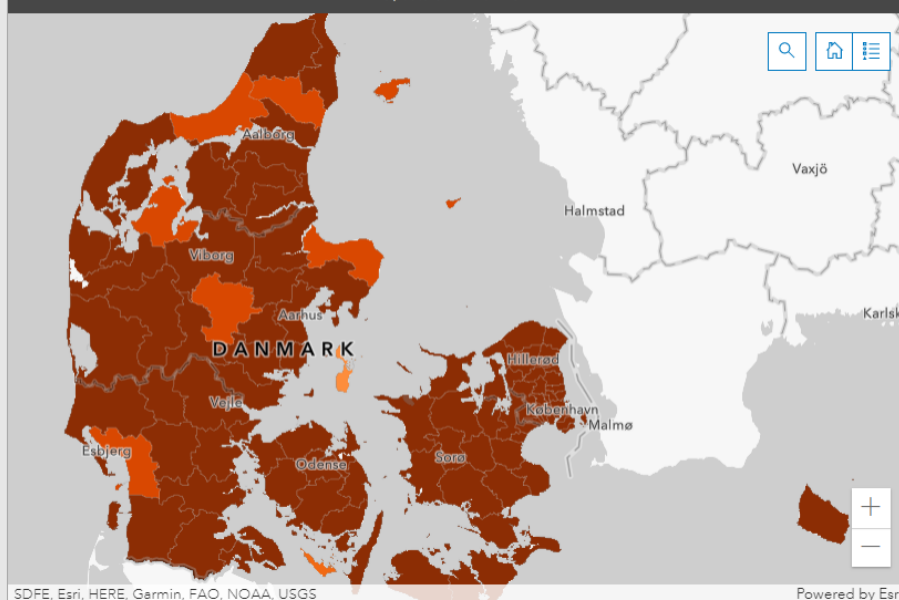 Aalborg
Vaxjö
Halmstad
Viborg
Karlsk
Aarhus
DANMARK
Hillerød
Vejle
København
Malmø
Esbjerg
Sorø
Odense
SDFE, Esri, HERE, Garmin, FAO, NOAA, USGS
Powered by Esr